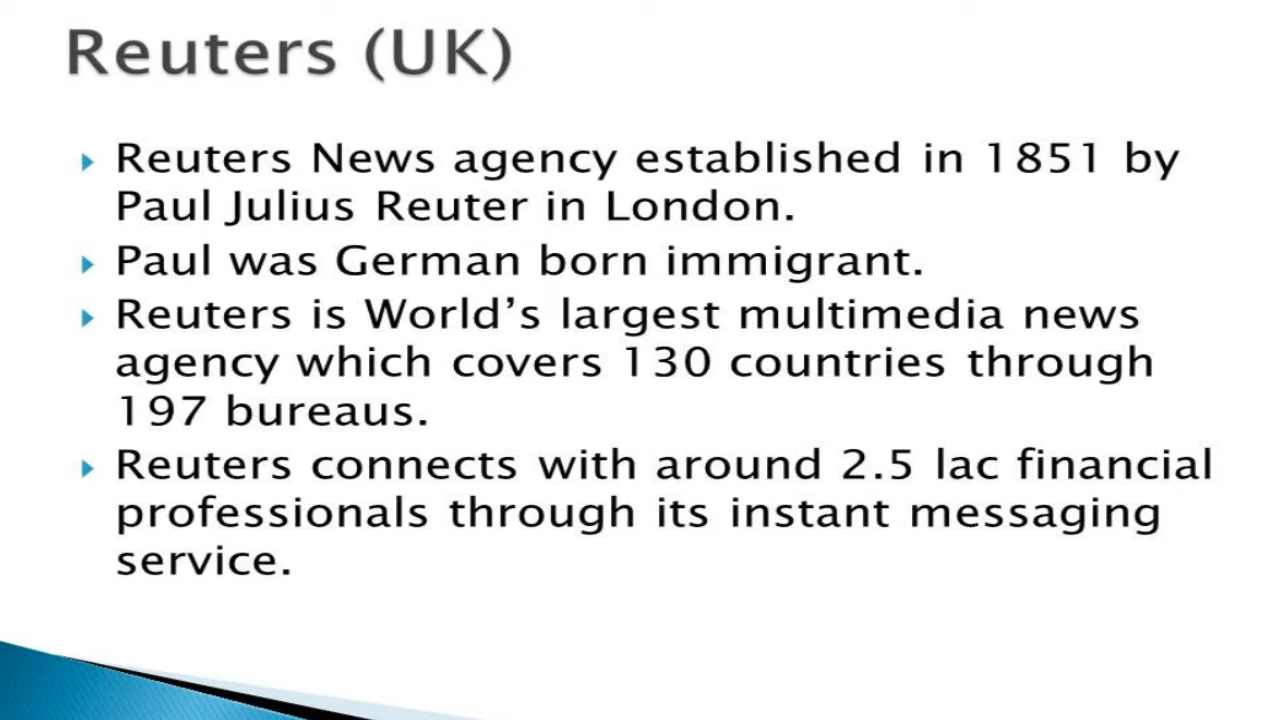 Reuters (UK)
Reuters News agency established in 1851 by
Paul Julius Reuter in London.
Paul was German born immigrant.
Reuters is World’s largest multimedia news
agency which covers 130 countries through
197 bureaus.
Reuters connects with around 2.5 lac financial
professionals through its instant messaging
service.